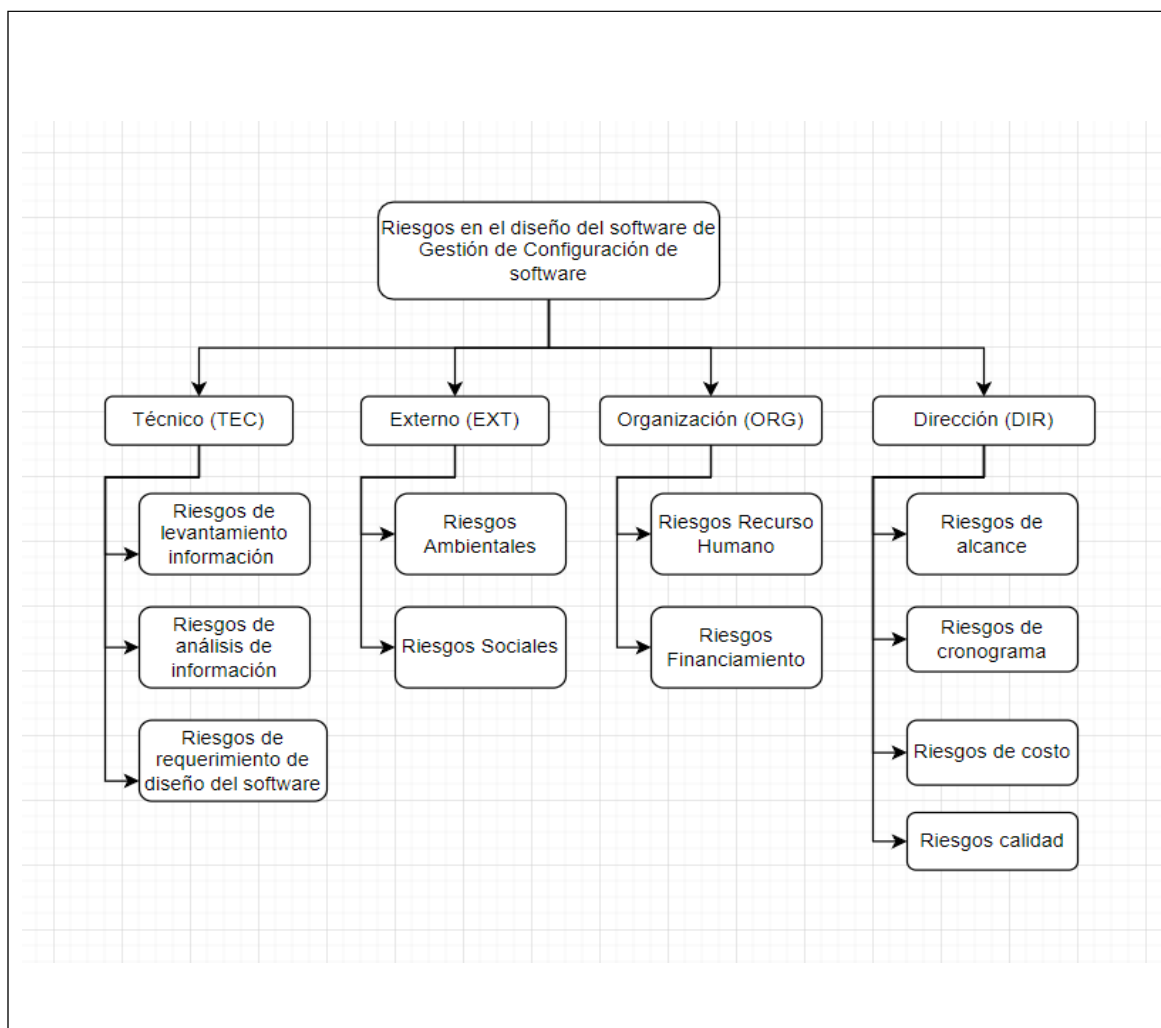 Riesgos en el diseño del software de
Gestión de Configuración de
software
Técnico (TEC)
Externo (EXT)
Organización (ORG)
Dirección (DIR)
Riesgos de
levantamiento
información
Riesgos de
análisis de
información
Riesgos de
requerimiento de
diseño del software
Riesgos
Ambientales
Riesgos Sociales
Riesgos Recurso
Humano
Riesgos
Financiamiento
Riesgos de
alcance
Riesgos de
cronograma
Riesgos de costo
Riesgos calidad